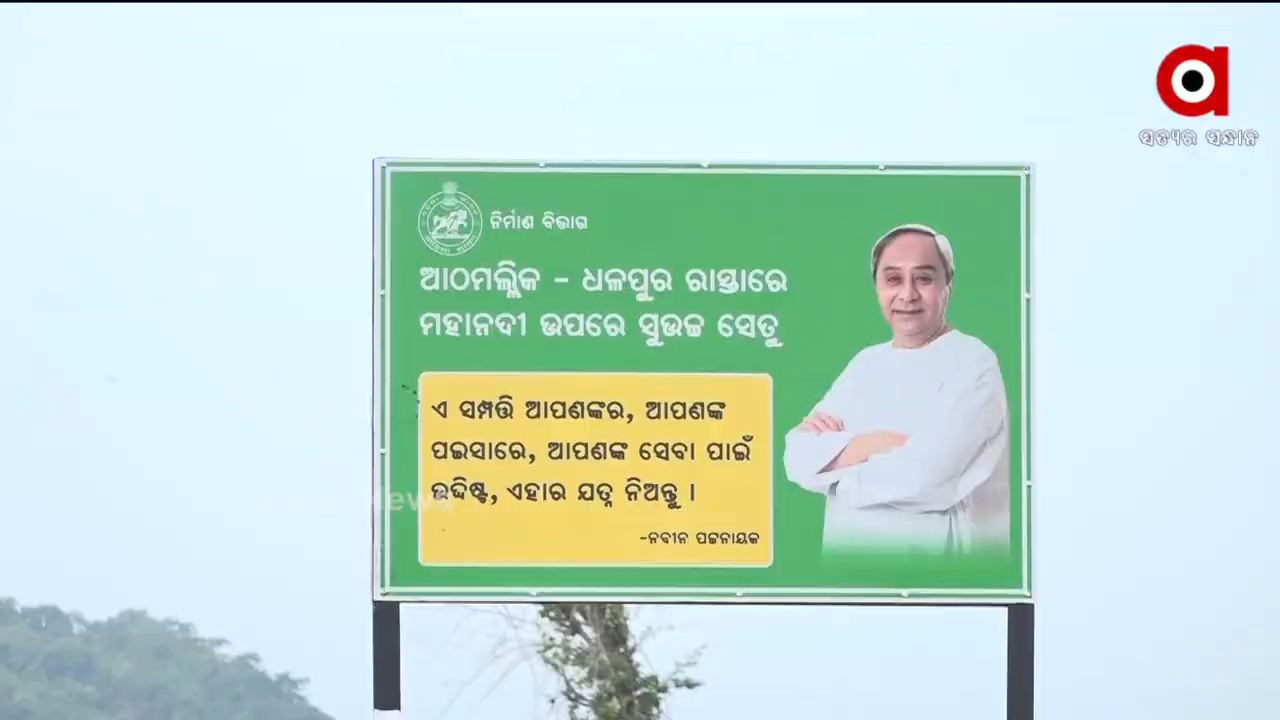 ସତ୍ୟର ସନ୍ଧାନ
ନିର୍ମାଣ ବିଭାଗ
ଆଠମଲ୍ଲିକ - ଧଳପୁର ରାସ୍ତାରେ
ମହାନଦୀ ଉପରେ ସୁଉଚ୍ଚ ସେତୁ
ଏ ସମ୍ପତ୍ତି ଆପଣଙ୍କର, ଆପଣଙ୍କ
ପଇସାରେ, ଆପଣଙ୍କ ସେବା ପାଇଁ
ଉଦ୍ଦିଷ୍ଟ, ଏହାର ଯତ୍ନ ନିଅନ୍ତୁ ।
-ନବୀନ ପଟ୍ଟନାୟକ